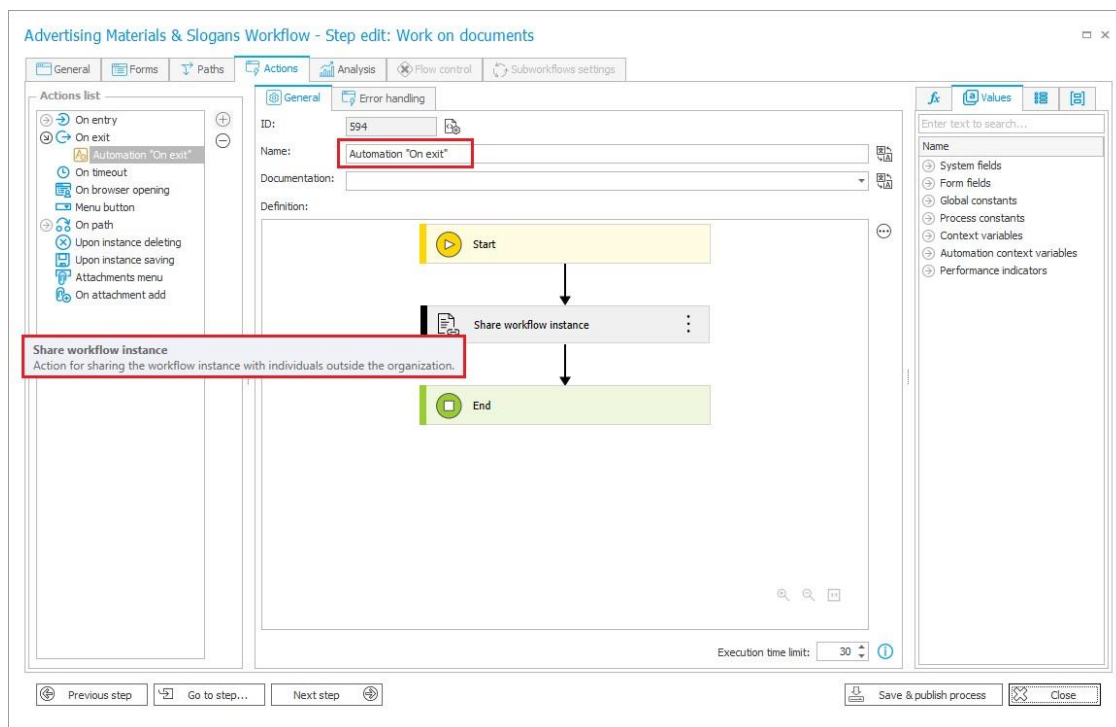 Advertising Materials & Slogans Workflow - Step edit: Work on documents
General
Forms
Paths
Actions
Analysis
Flow control
Subworkflows settings
Actions list
On entry
On exit
Automation "On exit"
On timeout
On browser opening
Menu button
On path
Upon instance deleting
Upon instance saving
Attachments menu
On attachment add
General
Error handling
ID:
594
Name:
Automation "On exit"
Documentation:
Definition:
Start
Share workflow instance
End
Share workflow instance
Action for sharing the workflow instance with individuals outside the organization.
Execution time limit:
30
fx
Values
Enter text to search...
Name
System fields
Form fields
Global constants
Process constants
Context variables
Automation context variables
Performance indicators
Previous step
Go to step...
Next step
Save & publish process
Close